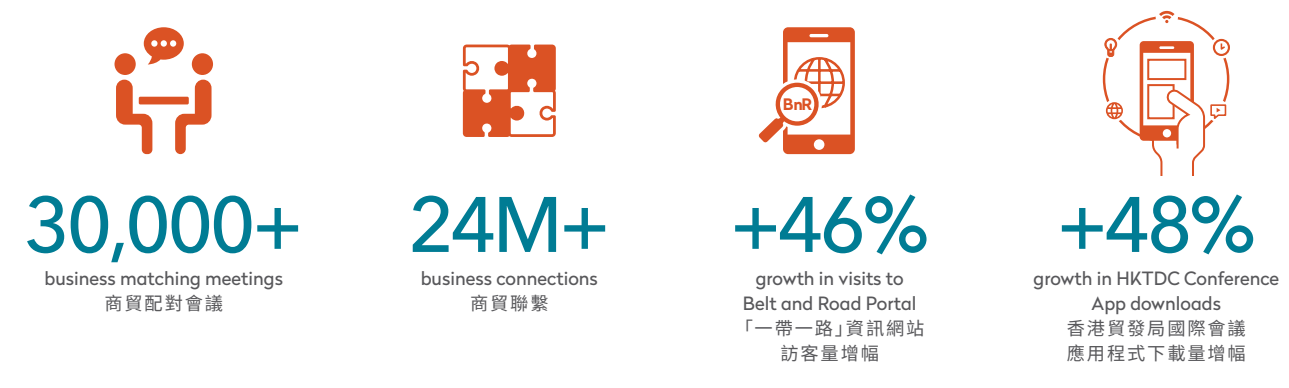 BnR
30,000+
business matching meetings
商貿配對會議
24M+
business connections
商貿聯繫
+46%
growth in visits to
Belt and Road Portal
「一帶一路」資訊網站
訪客量增幅
+48%
growth in HKTDC Conference
App downloads
香港貿發局國際會議
應用程式下載量增幅